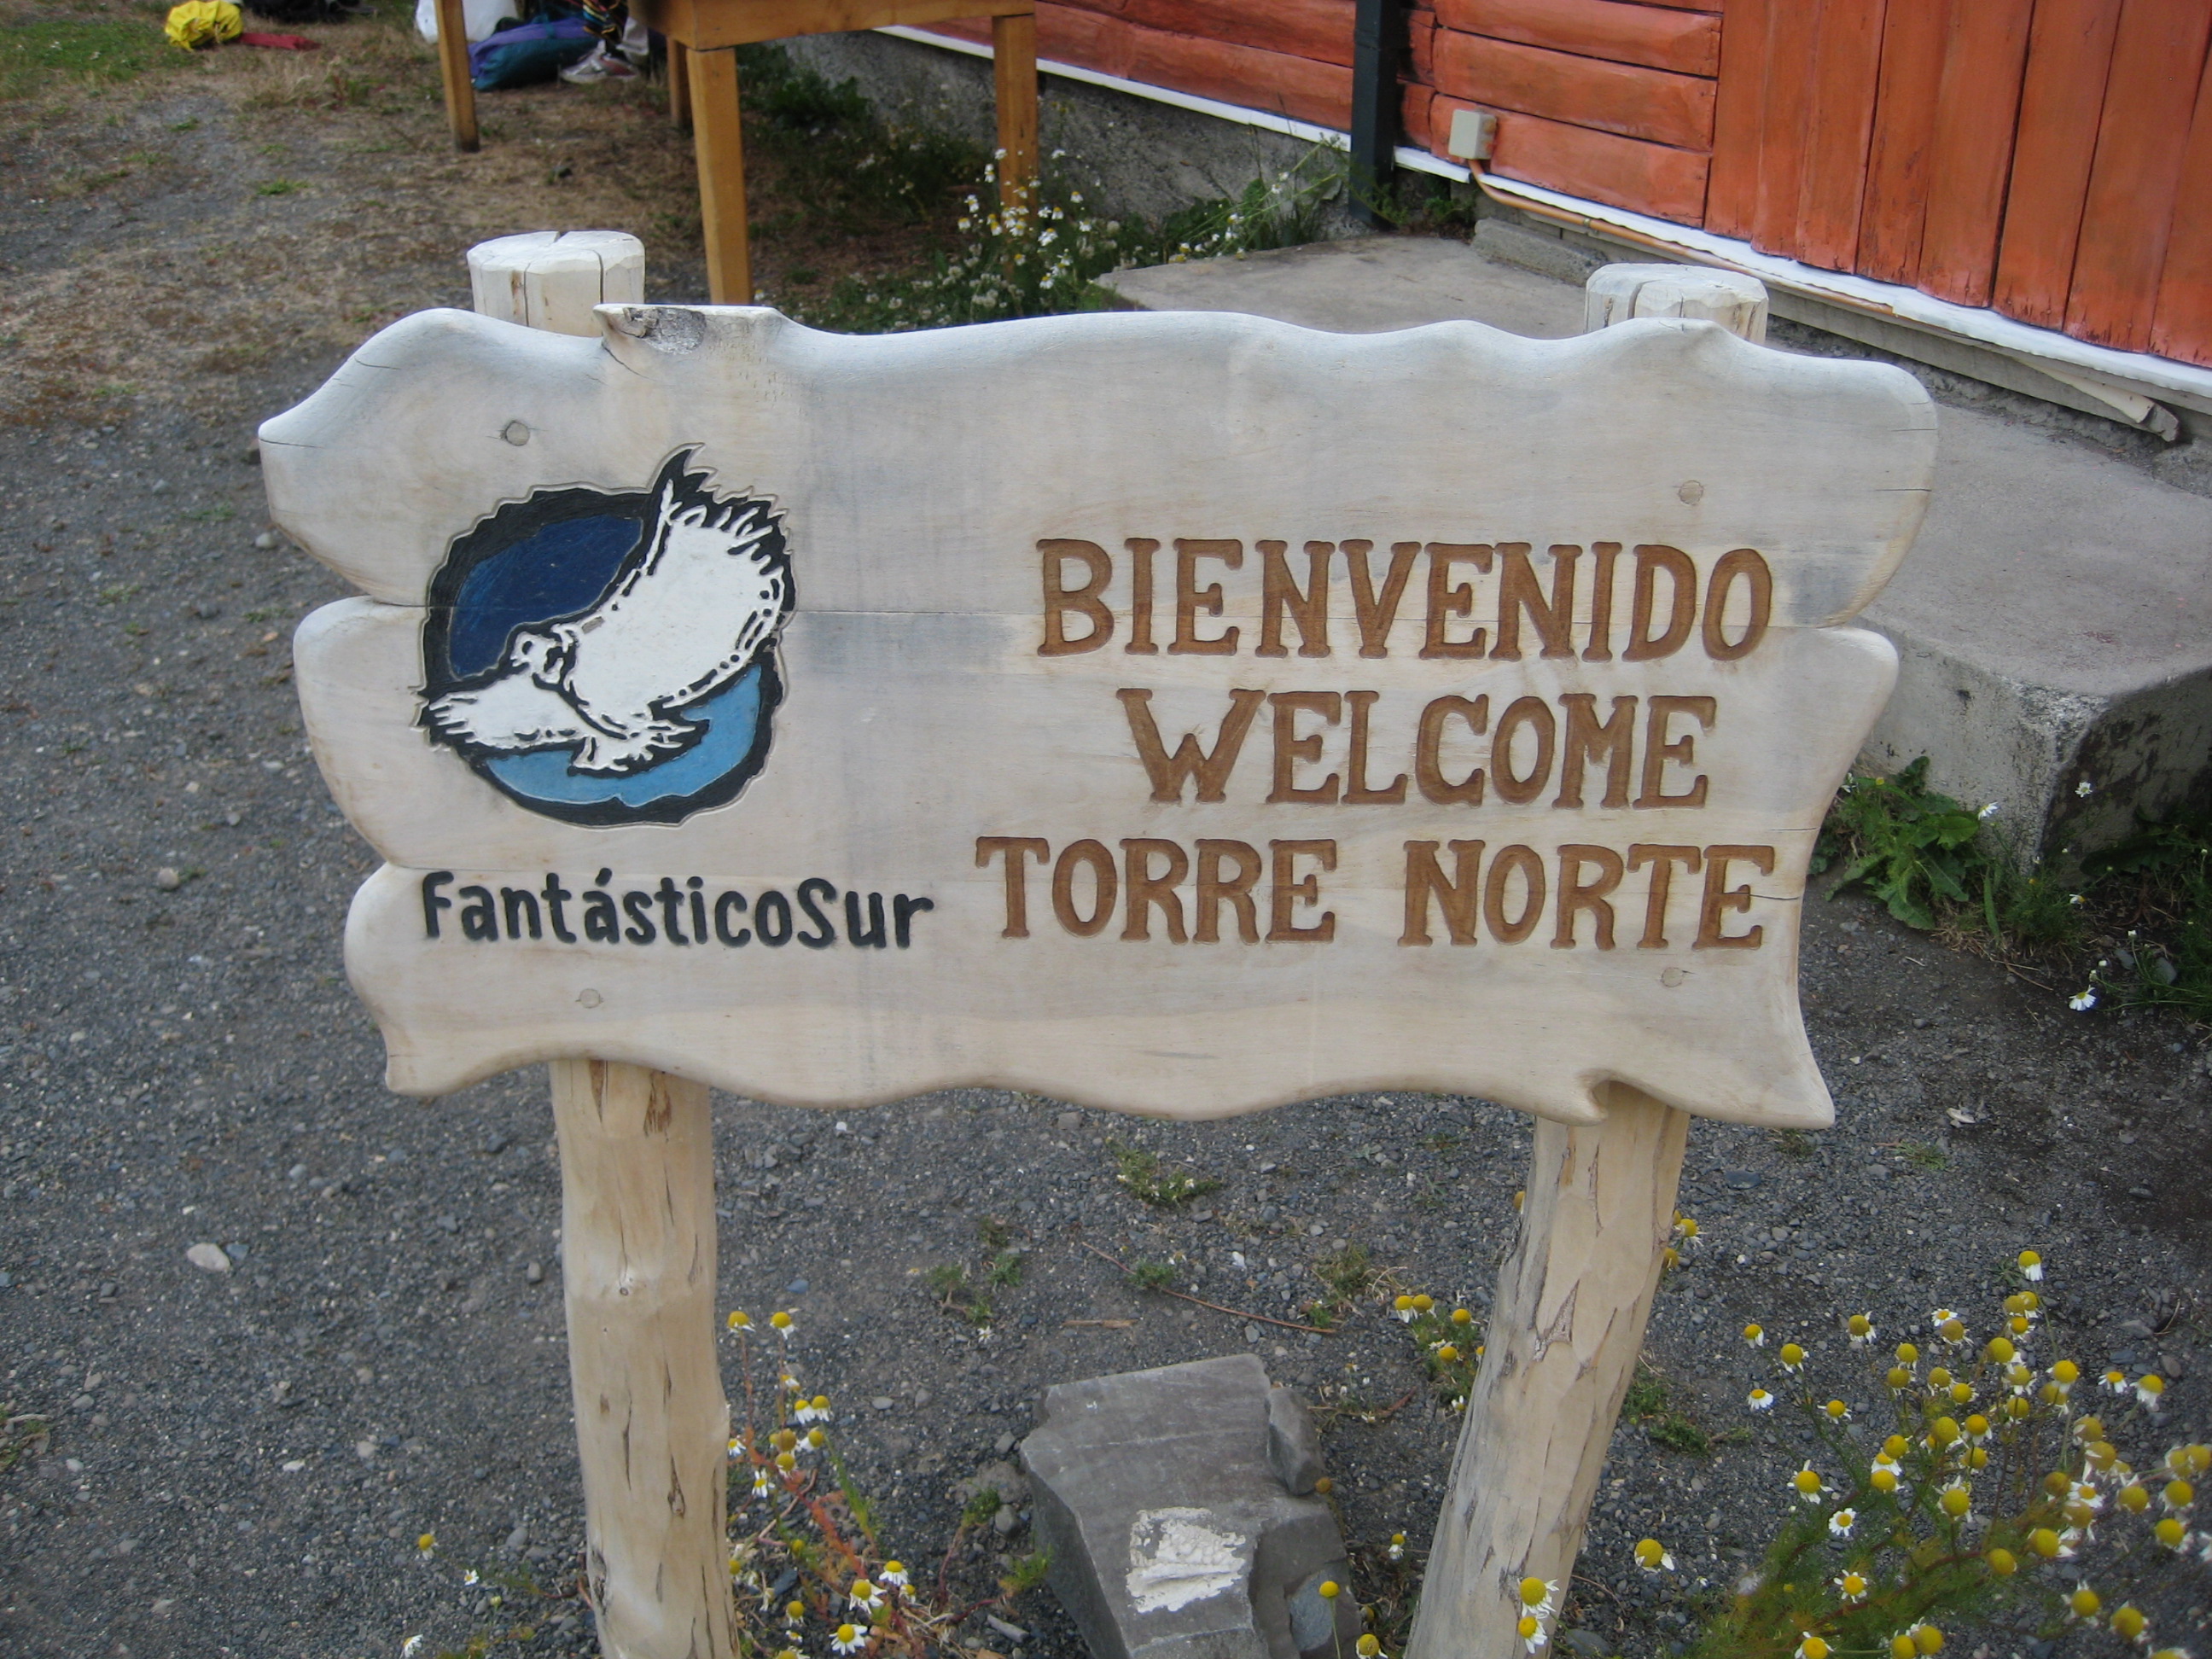 BIENVENIDO
WELCOME
TORRE NORTE
FantásticoSur